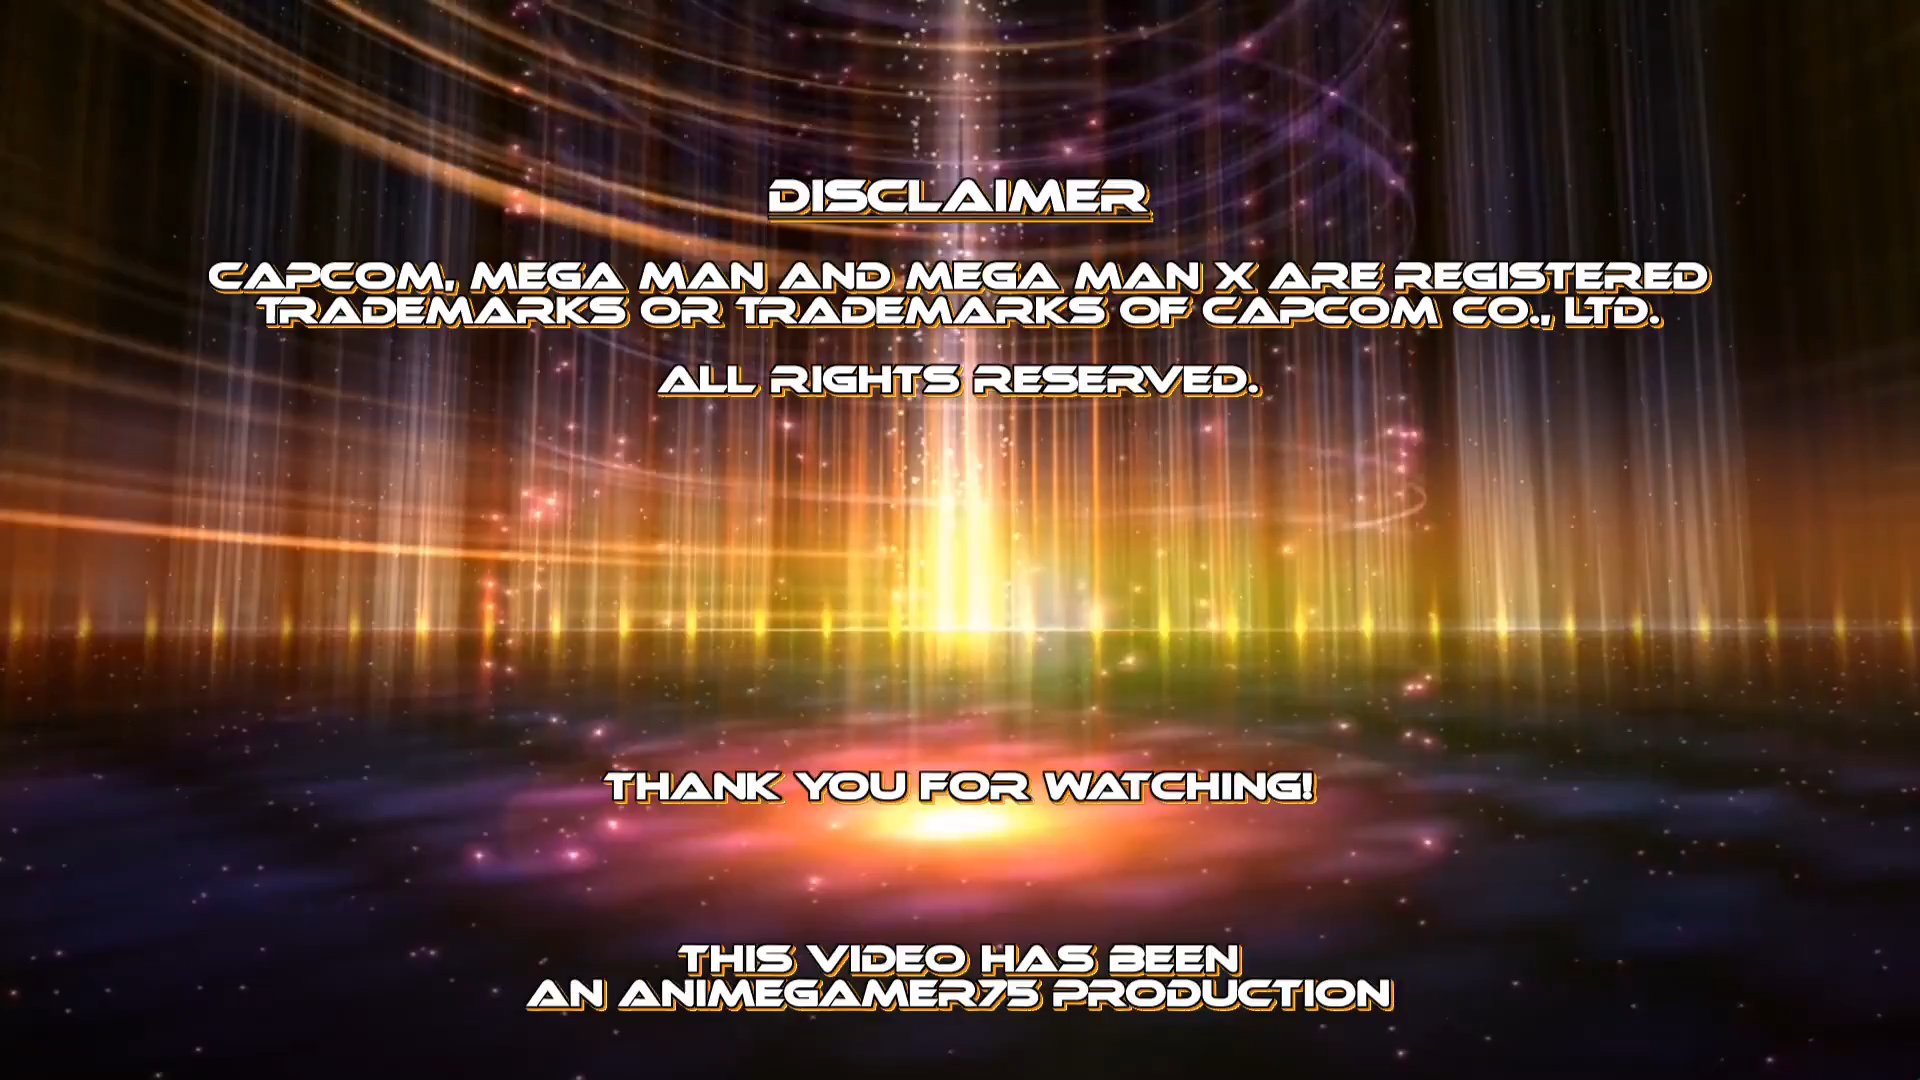 DISCLAIMER
CAPCOM, MEGA MAN AND MEGA MAN X ARE REGISTERED
TRADEMARKS OR TRADEMARKS OF CAPCOM CO., LTD.
ALL RIGHTS RESERVED.
THANK YOU FOR WATCHING!
THIS VIDEO HAS BEEN
AN ANIMEGAMER75 PRODUCTION